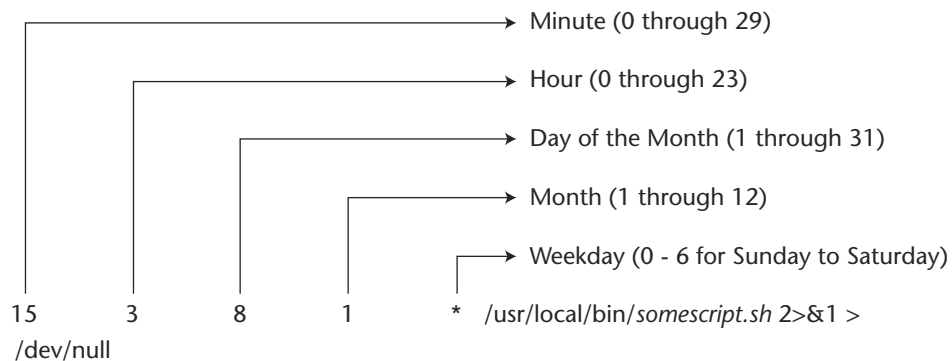 Minute (0 through 29)
Hour (0 through 23)
Day of the Month (1 through 31)
Month (1 through 12)
Weekday (0 - 6 for Sunday to Saturday)
15 3 8 1 * /usr/local/bin/somescript.sh 2>&1 >
/dev/null